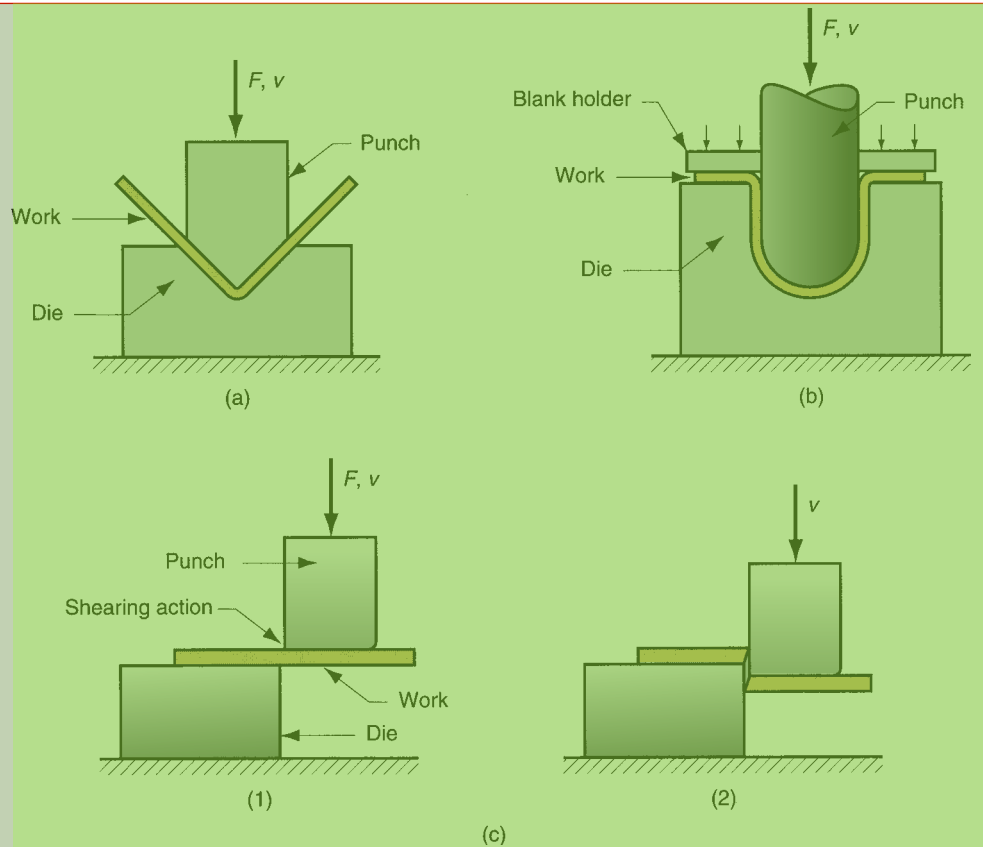 F, v
Punch
Work
Die
(a)
F, v
Blank holder
Punch
Work
Die
(b)
F, v
Punch
Shearing action
Work
Die
(1)
v
(2)
(c)